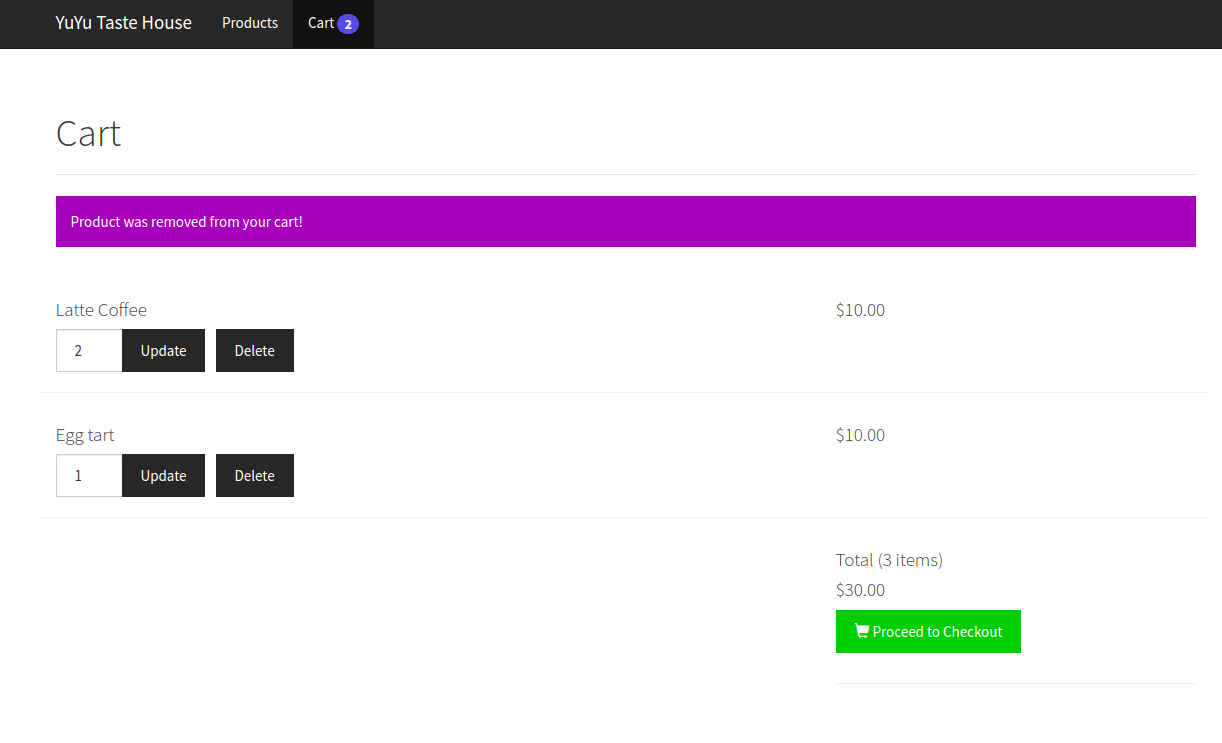 YuYu Taste House Products Cart 2
Cart
Product was removed from your cart!
Latte Coffee $10.00
2 Update Delete
Egg tart $10.00
1 Update Delete
Total (3 items)
$30.00
Proceed to Checkout